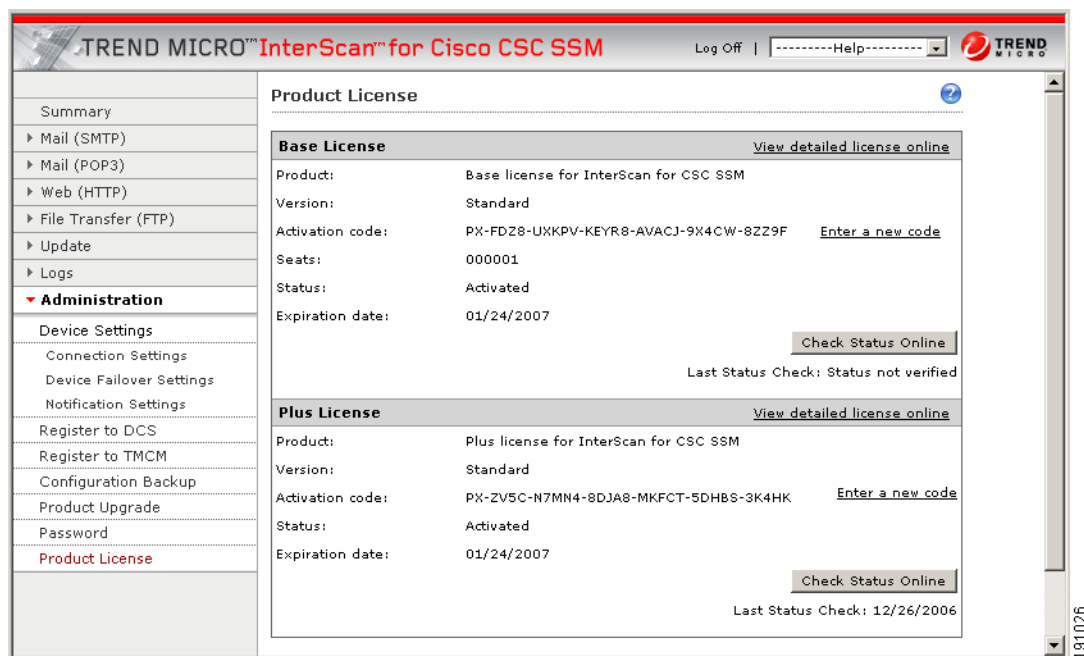 TREND MICRO™ InterScan™ for Cisco CSC SSM
Log Off | ---------Help---------
TREND MICRO
Summary
Mail (SMTP)
Mail (POP3)
Web (HTTP)
File Transfer (FTP)
Update
Logs
Administration
Device Settings
Connection Settings
Device Failover Settings
Notification Settings
Register to DCS
Register to TMCM
Configuration Backup
Product Upgrade
Password
Product License
Product License
?
Base License View detailed license online
Product: Base license for InterScan for CSC SSM
Version: Standard
Activation code: PX-FDZ8-UXKPV-KEYR8-AVACJ-9X4CW-8ZZ9F Enter a new code
Seats: 000001
Status: Activated
Expiration date: 01/24/2007
Check Status Online
Last Status Check: Status not verified
Plus License View detailed license online
Product: Plus license for InterScan for CSC SSM
Version: Standard
Activation code: PX-ZV5C-N7MN4-8DJA8-MKFCT-5DHBS-3K4HK Enter a new code
Status: Activated
Expiration date: 01/24/2007
Check Status Online
Last Status Check: 12/26/2006
191026